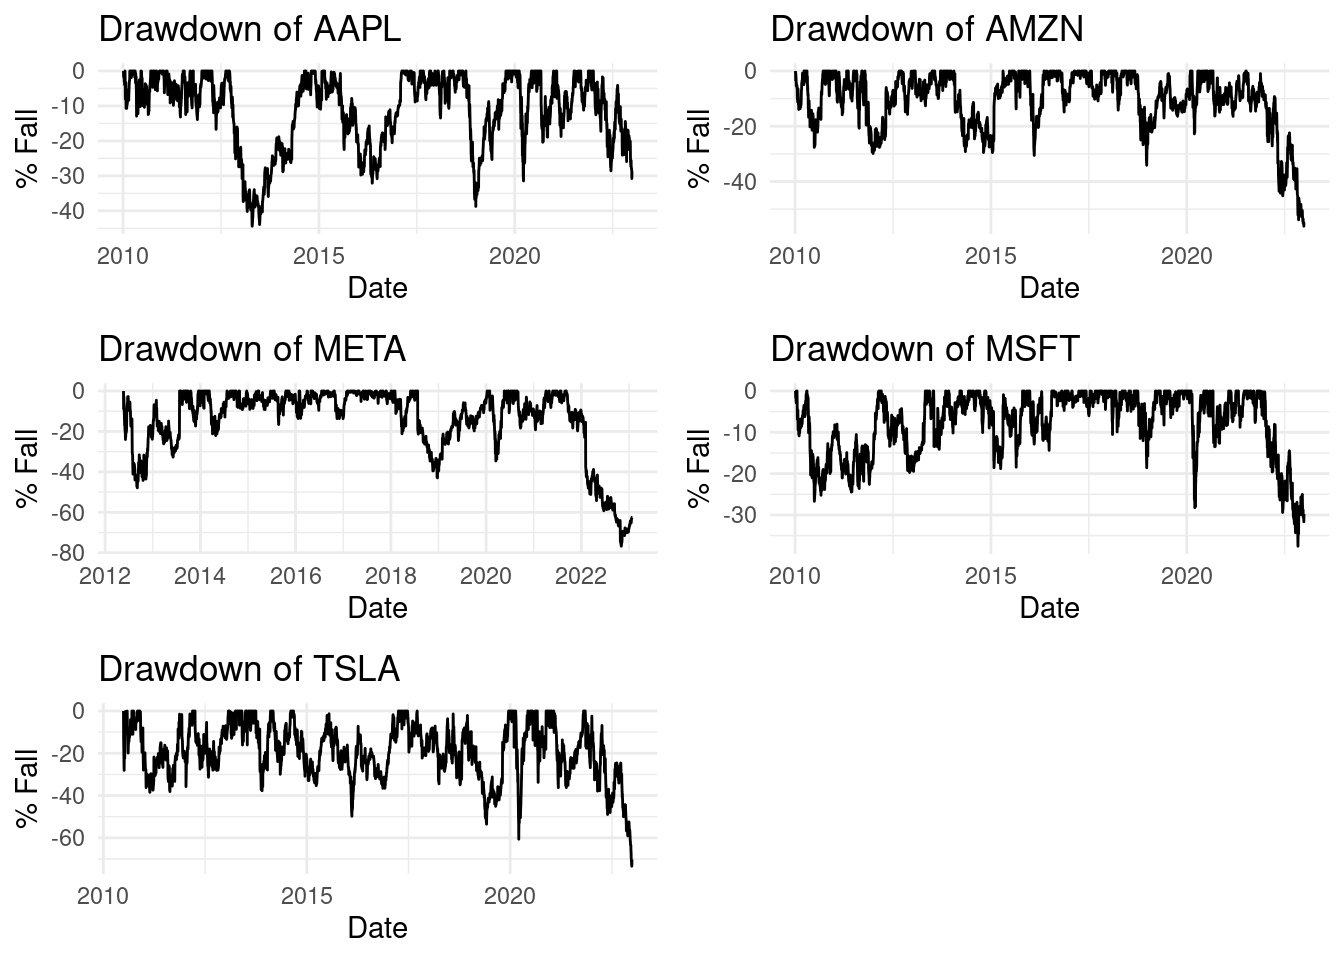 Drawdown of AAPL
% Fall
0
-10
-20
-30
-40
2010
2015
2020
Date
Drawdown of AMZN
% Fall
0
-20
-40
2010
2015
2020
Date
Drawdown of META
% Fall
0
-20
-40
-60
-80
2012
2014
2016
2018
2020
2022
Date
Drawdown of MSFT
% Fall
0
-10
-20
-30
2010
2015
2020
Date
Drawdown of TSLA
% Fall
0
-20
-40
-60
2010
2015
2020
Date